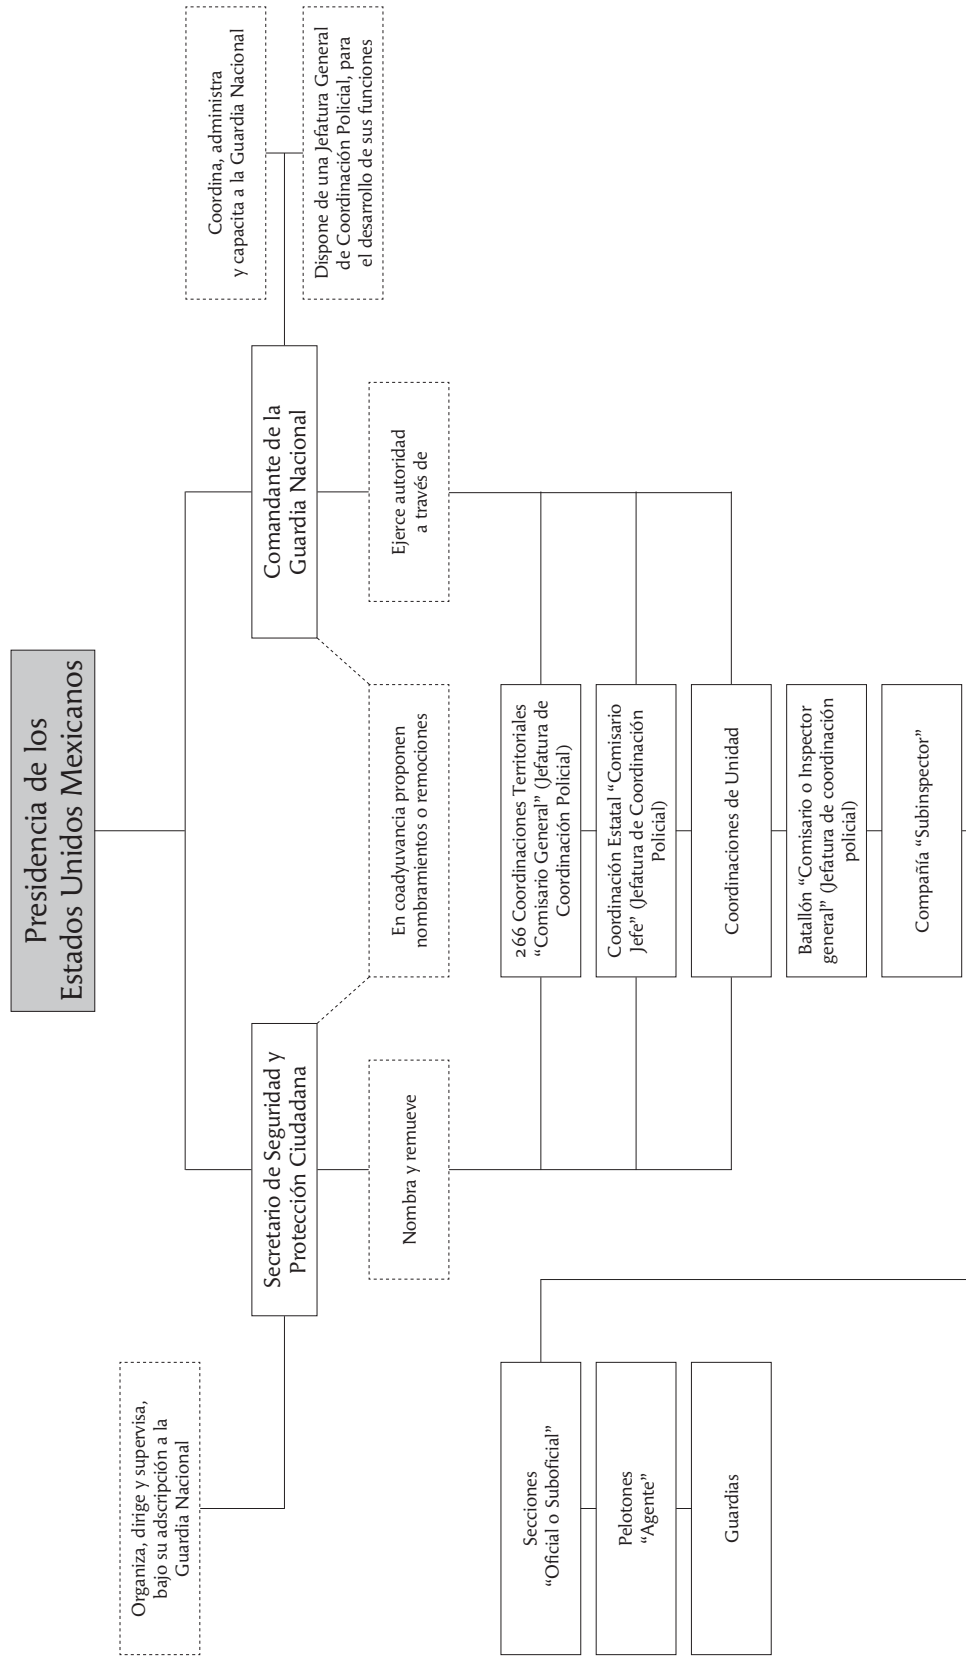 Presidencia de los
Estados Unidos Mexicanos
Organiza, dirige y supervisa,
bajo su adscripción a la
Guardia Nacional
Secretario de Seguridad y
Protección Ciudadana
Comandante de la
Guardia Nacional
Coordina, administra
y capacita a la Guardia Nacional
Dispone de una Jefatura General
de Coordinación Policial, para
el desarrollo de sus funciones
Nombra y remueve
En coadyuvancia proponen
nombramientos o remociones
Ejerce autoridad
a través de
266 Coordinaciones Territoriales
“Comisario General” (Jefatura de
Coordinación Policial)
Coordinación Estatal “Comisario
Jefe” (Jefatura de Coordinación
Policial)
Coordinaciones de Unidad
Batallón “Comisario o Inspector
general” (Jefatura de coordinación
policial)
Compañía “Subinspector”
Secciones
“Oficial o Suboficial”
Pelotones
“Agente”
Guardias